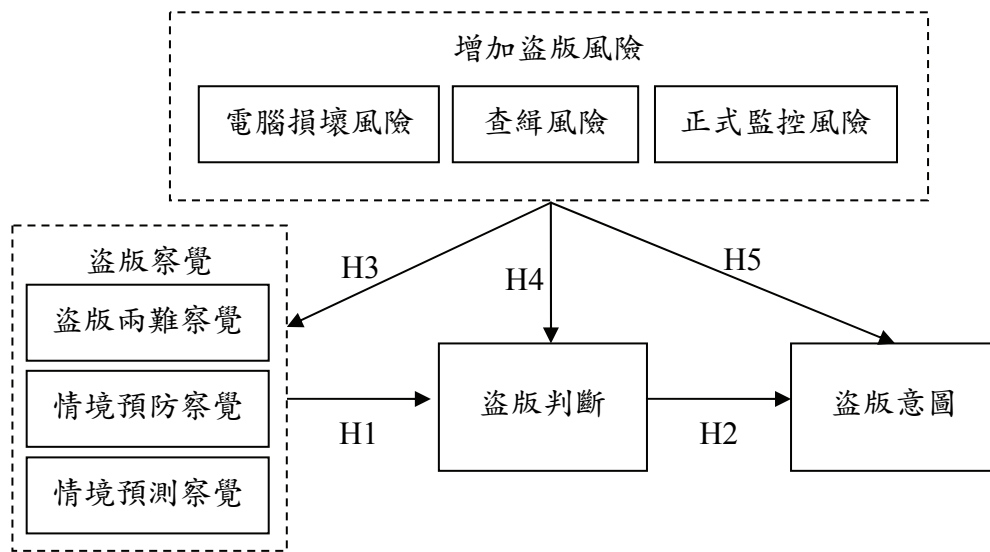 增加盜版風險
電腦損壞風險
查緝風險
正式監控風險
盜版察覺
盜版兩難察覺
情境預防察覺
情境預測察覺
H3
H4
H5
盜版判斷
盜版意圖
H1
H2